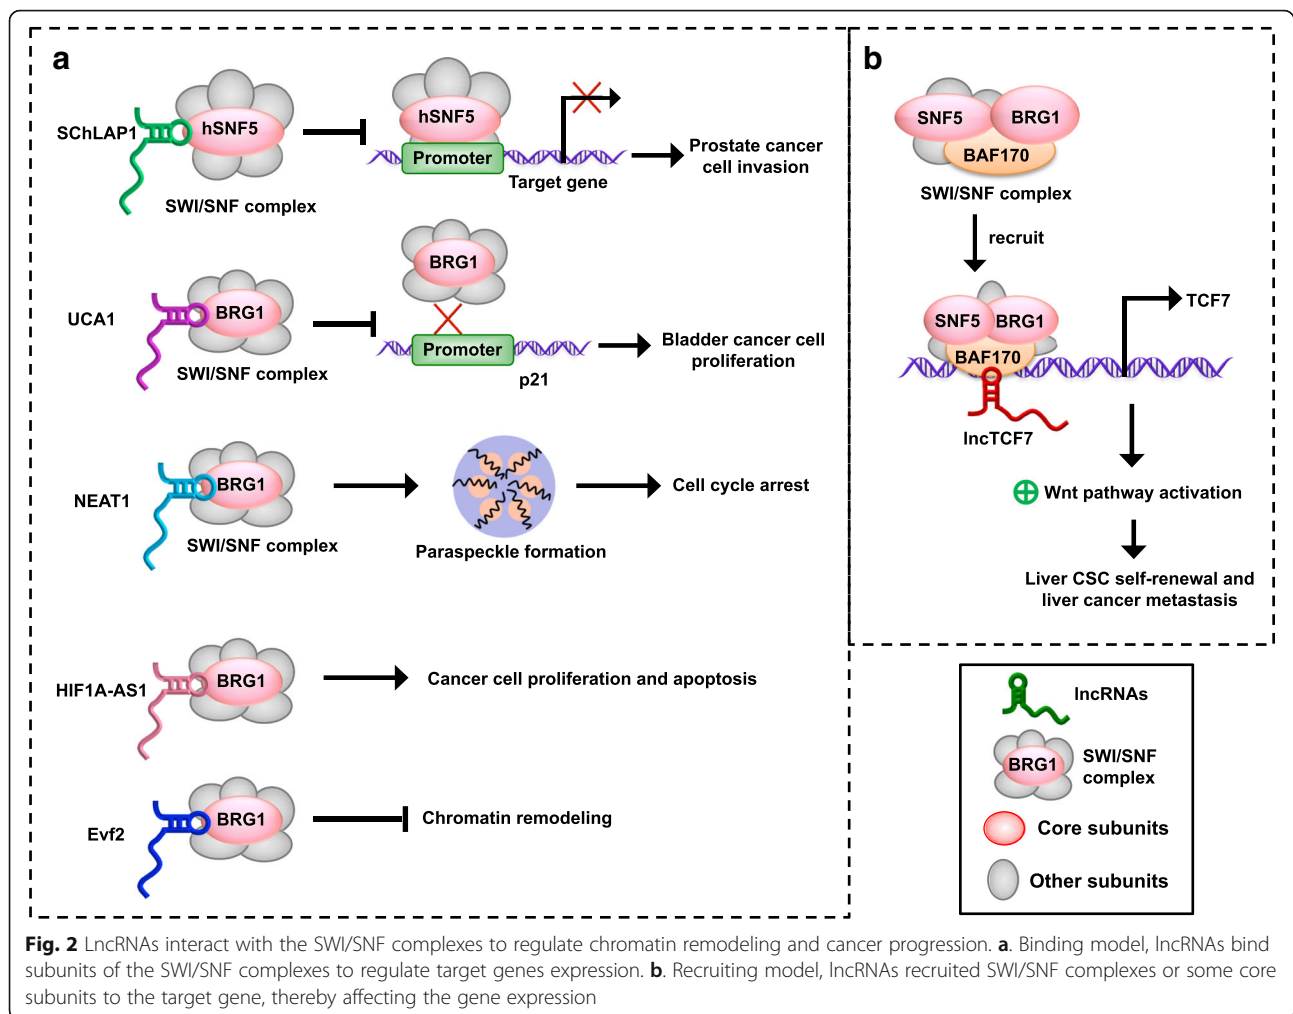 a
SChLAP1
hSNF5
SWI/SNF complex
hSNF5
Promoter
Target gene
Prostate cancer
cell invasion
UCA1
BRG1
SWI/SNF complex
BRG1
Promoter
p21
Bladder cancer cell
proliferation
NEAT1
BRG1
SWI/SNF complex
Paraspeckle formation
Cell cycle arrest
HIF1A-AS1
BRG1
Cancer cell proliferation and apoptosis
Evf2
BRG1
Chromatin remodeling
b
SNF5
BRG1
BAF170
SWI/SNF complex
recruit
SNF5
BRG1
BAF170
TCF7
lncTCF7
Wnt pathway activation
Liver CSC self-renewal and
liver cancer metastasis
lncRNAs
BRG1
SWI/SNF
complex
Core subunits
Other subunits
Fig. 2 LncRNAs interact with the SWI/SNF complexes to regulate chromatin remodeling and cancer progression. a. Binding model, lncRNAs bind
subunits of the SWI/SNF complexes to regulate target genes expression. b. Recruiting model, lncRNAs recruited SWI/SNF complexes or some core
subunits to the target gene, thereby affecting the gene expression